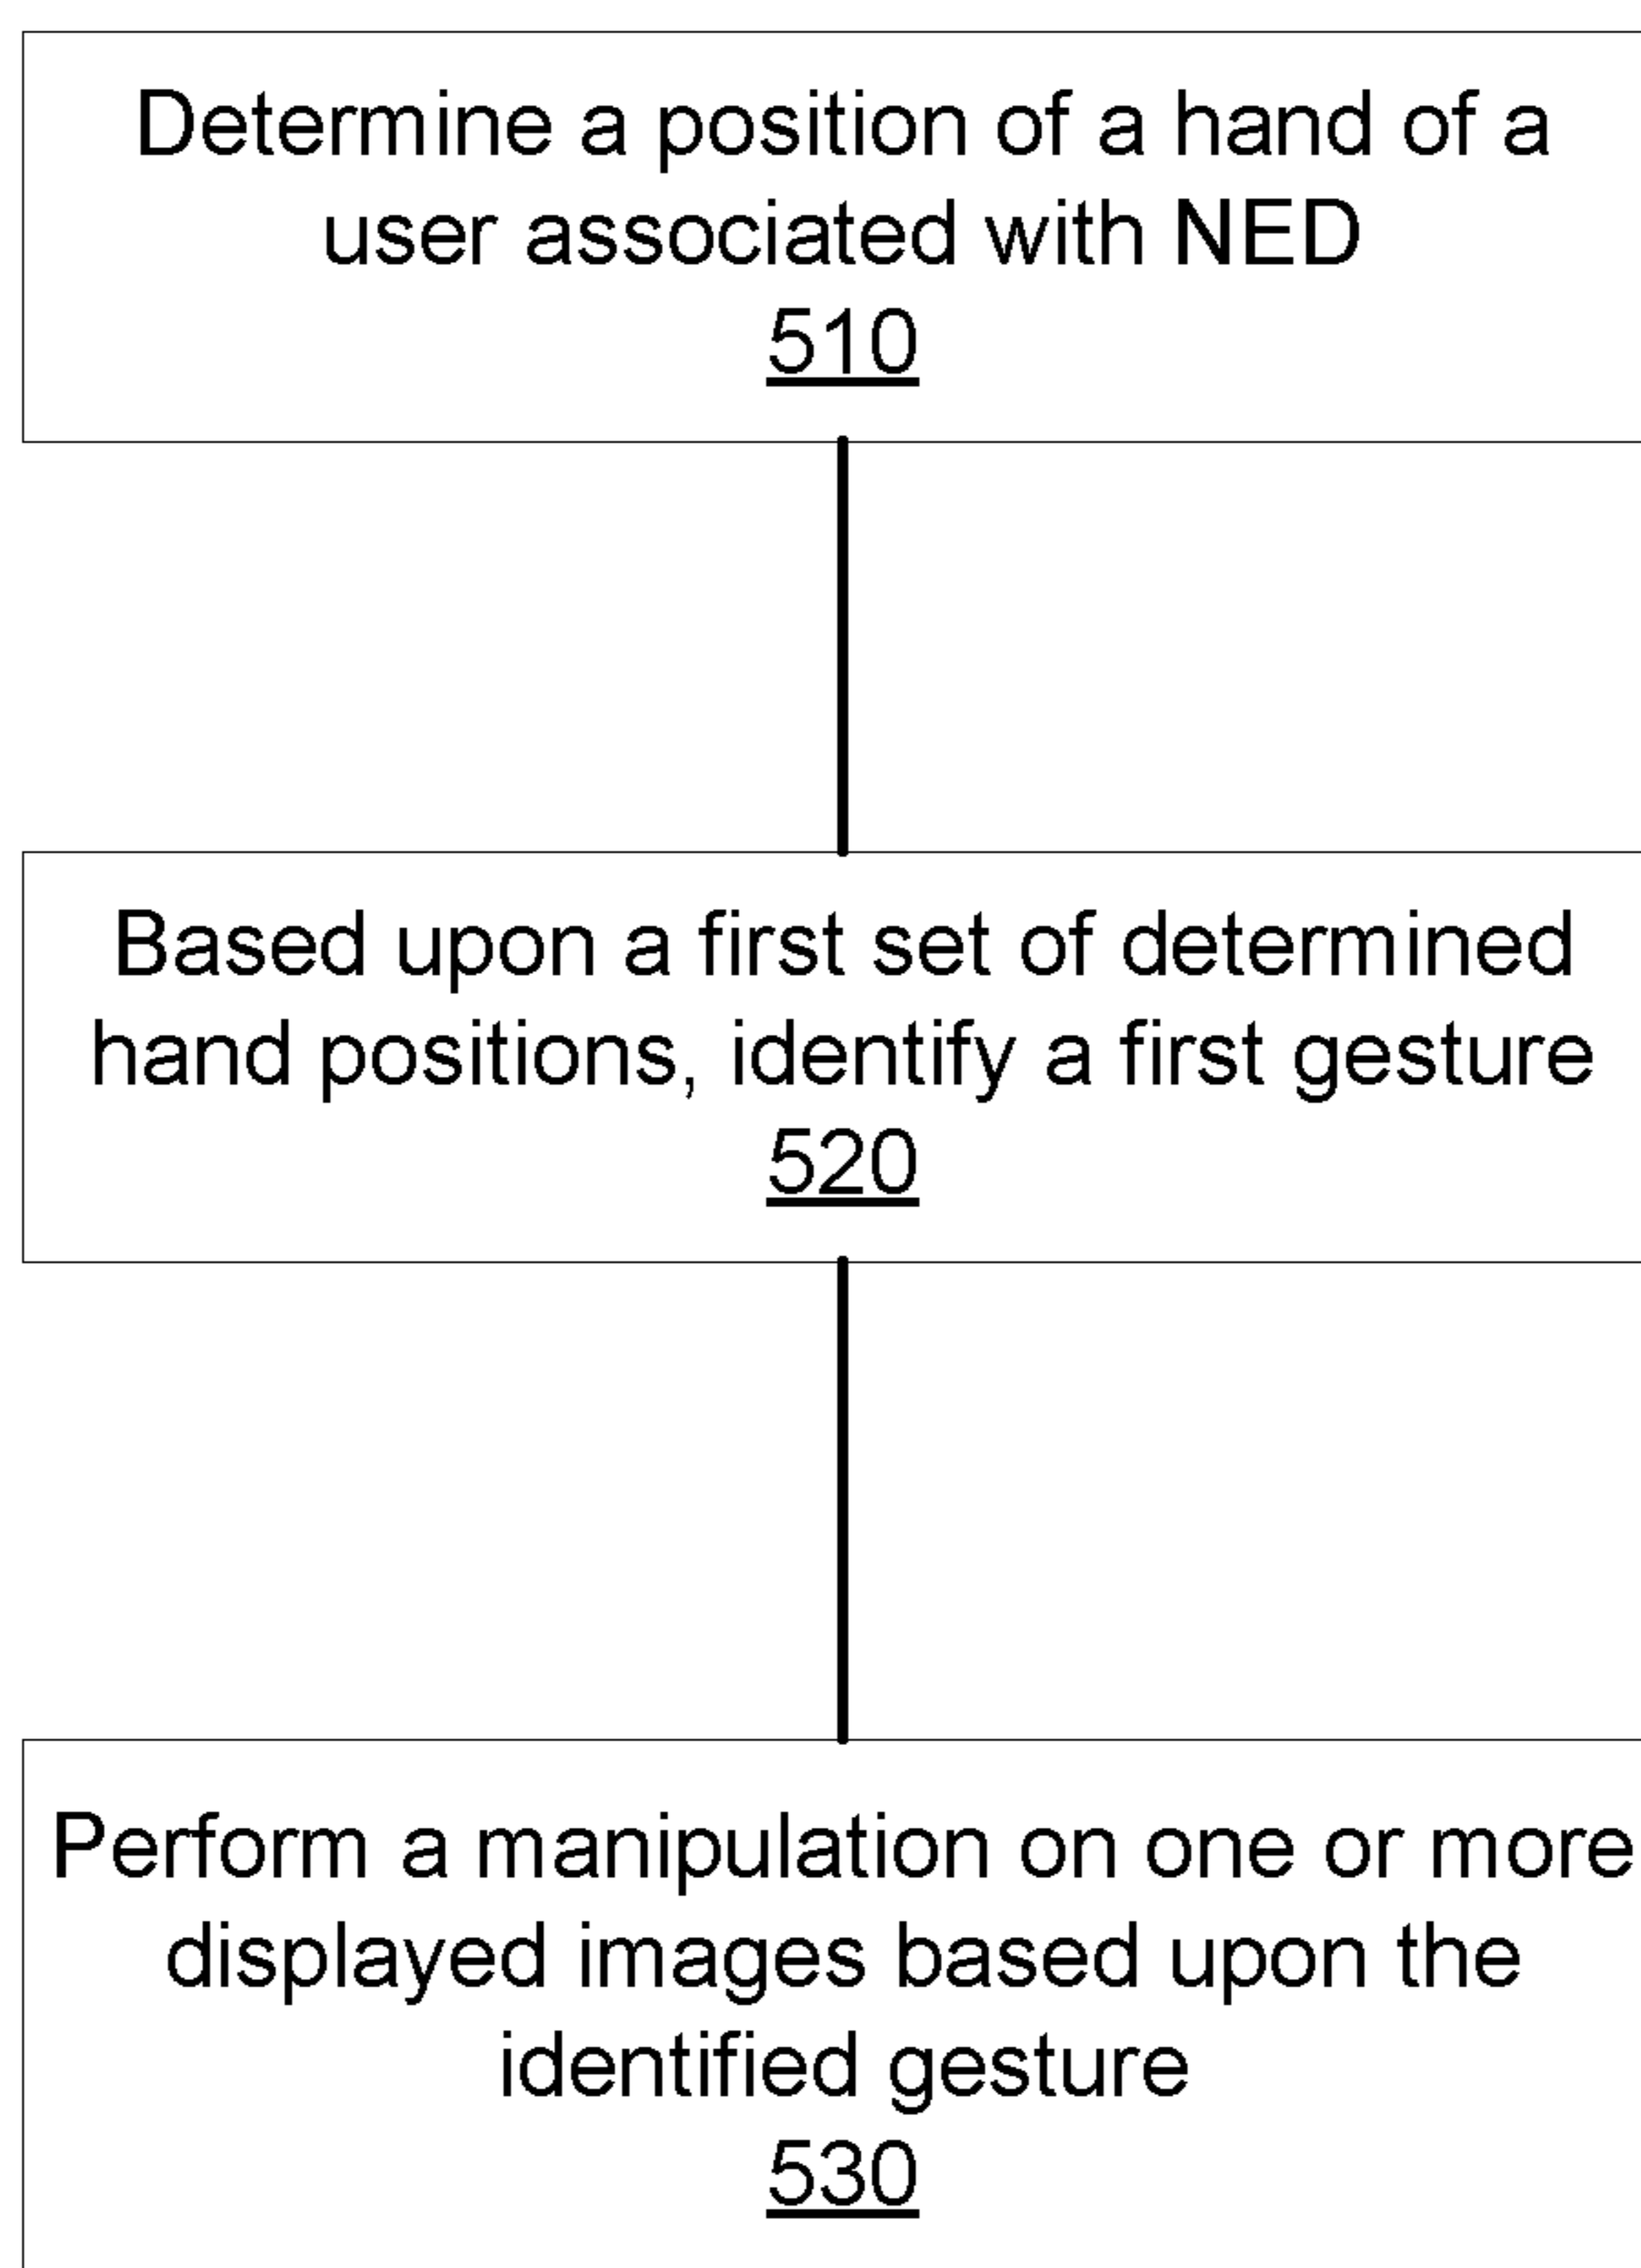 Determine a position of a hand of a
user associated with NED
510
Based upon a first set of determined
hand positions, identify a first gesture
520
Perform a manipulation on one or more
displayed images based upon the
identified gesture
530